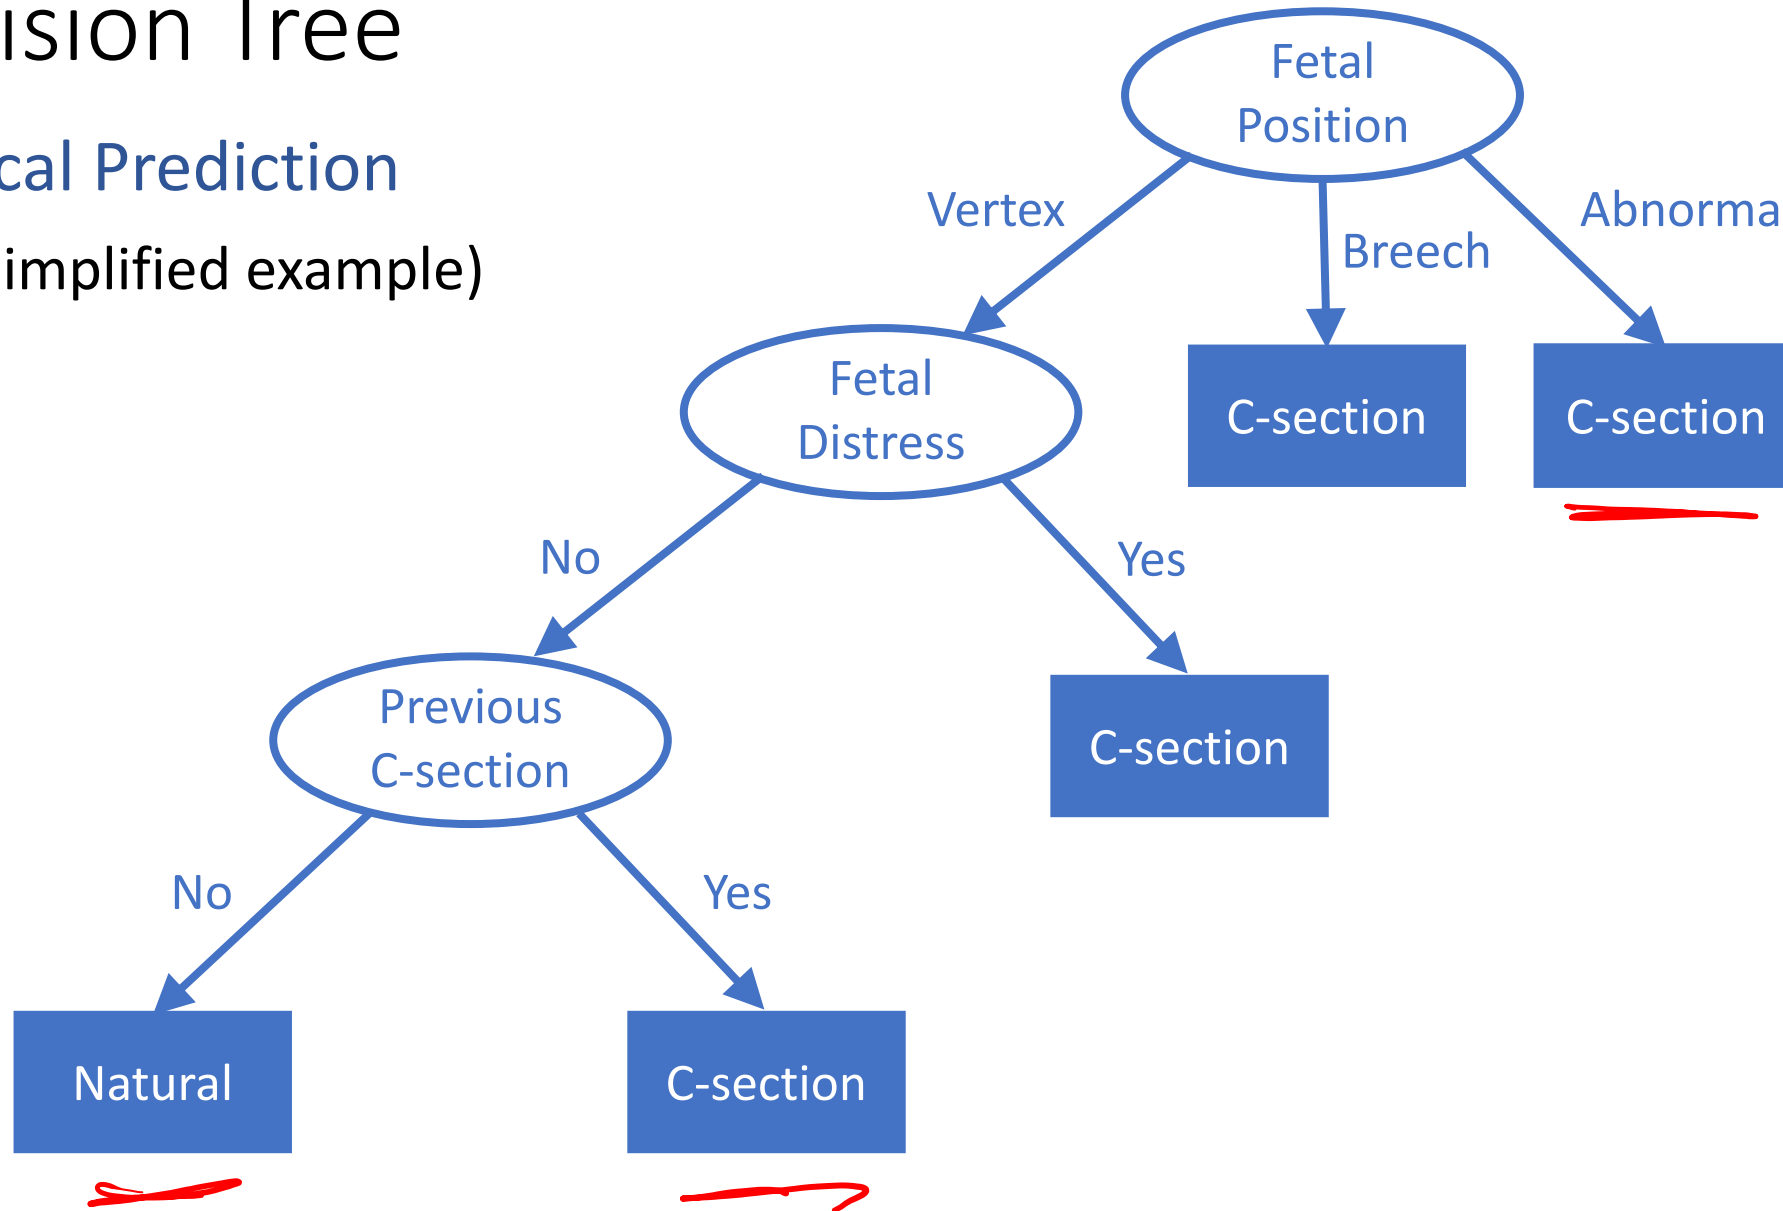 ision Tree
cal Prediction
implified example)
Fetal
Position
Vertex
Breech
Abnorma
Fetal
Distress
C-section
C-section
No
Yes
Previous
C-section
C-section
No
Yes
Natural
C-section